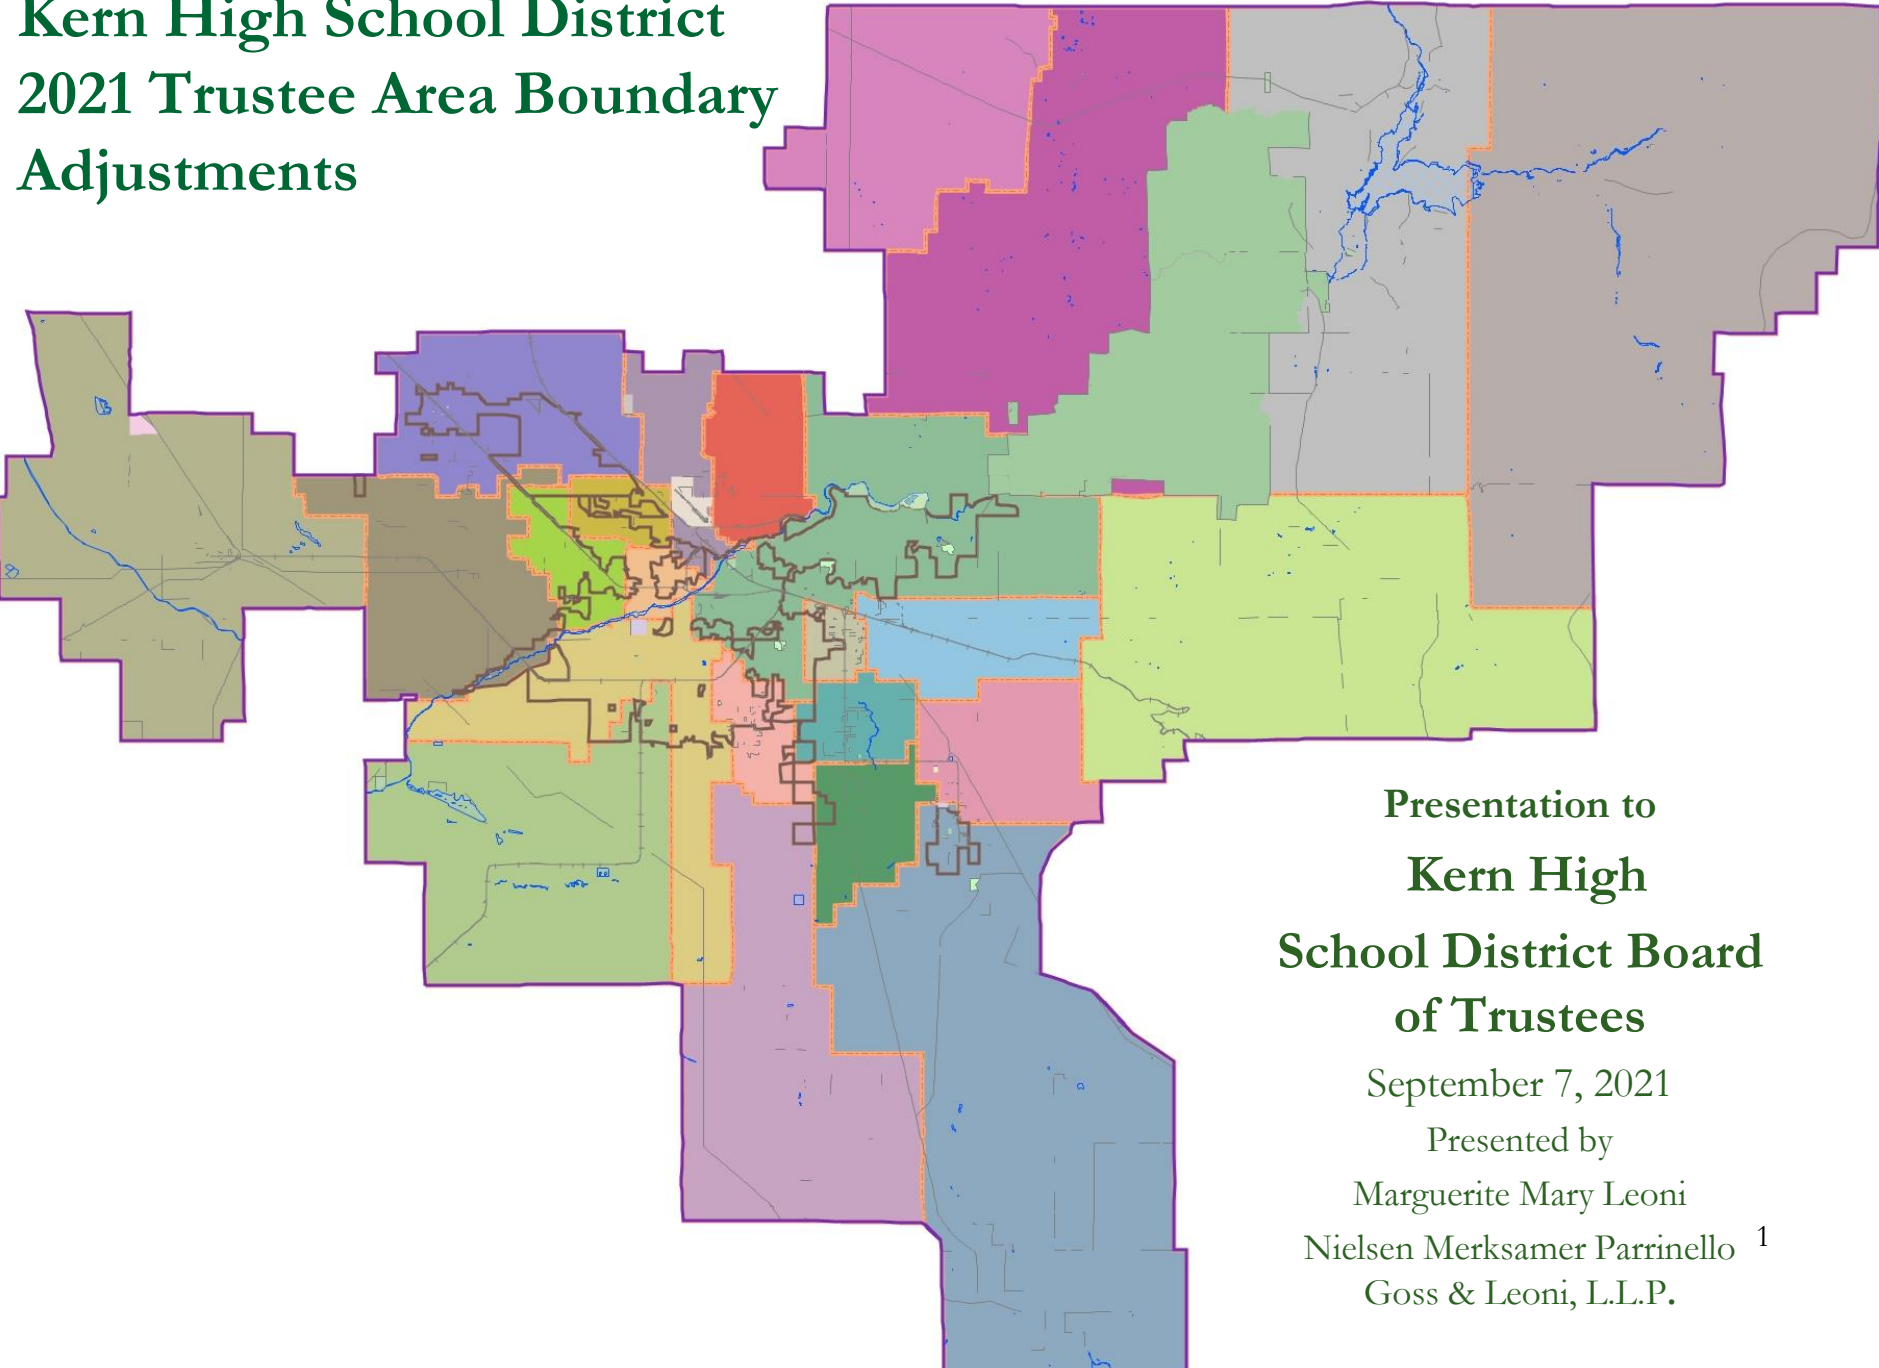 Kern High School District
2021 Trustee Area Boundary
Adjustments
Presentation to
Kern High
School District Board
of Trustees
September 7, 2021
Presented by
Marguerite Mary Leoni
Nielsen Merksamer Parrinello
1
Goss & Leoni, L.L.P.